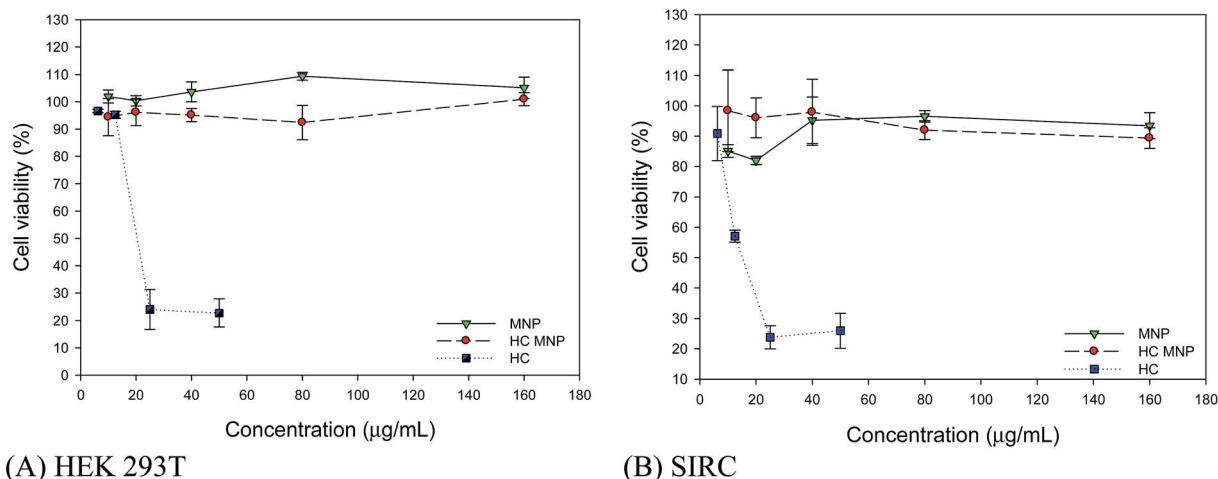 130
120
110
100
90
80
70
60
50
40
30
20
10
0
Cell viability (%)
0 20 40 60 80 100 120 140 160 180
Concentration (μg/mL)
MNP
HC MNP
HC
(A) HEK 293T
130
120
110
100
90
80
70
60
50
40
30
20
10
Cell viability (%)
0 20 40 60 80 100 120 140 160 180
Concentration (μg/mL)
MNP
HC MNP
HC
(B) SIRC